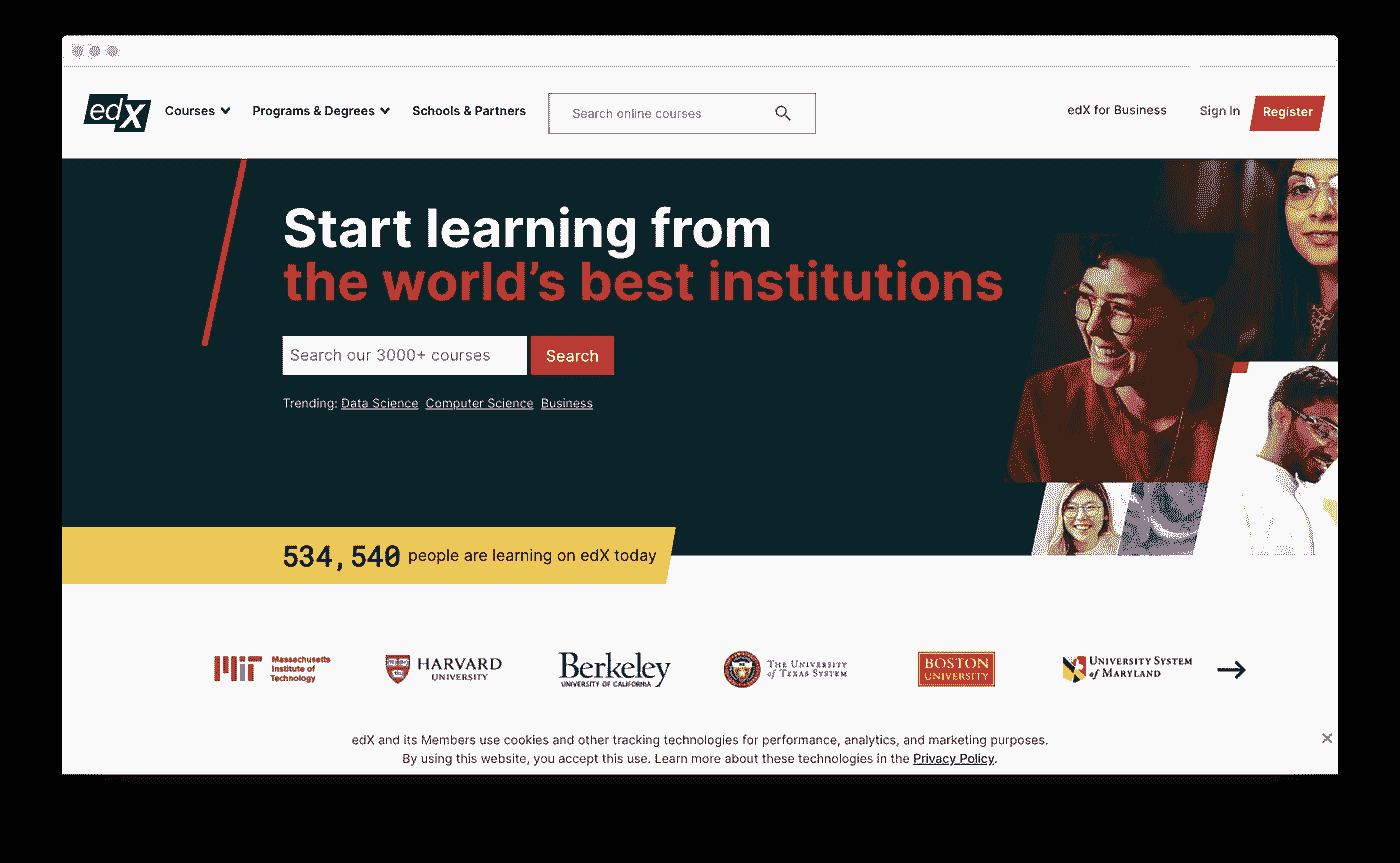 edX
Courses
Programs & Degrees
Schools & Partners
Search online courses
edX for Business
Sign In
Register
Start learning from
the world's best institutions
Search our 3000+ courses
Search
Trending: Data Science Computer Science Business
534,540 people are learning on edX today
Massachusetts
Institute of
Technology
HARVARD
UNIVERSITY
Berkeley
UNIVERSITY OF CALIFORNIA
THE UNIVERSITY
of TEXAS SYSTEM
BOSTON
UNIVERSITY
UNIVERSITY SYSTEM
of MARYLAND
edX and its Members use cookies and other tracking technologies for performance, analytics, and marketing purposes.
By using this website, you accept this use. Learn more about these technologies in the Privacy Policy.